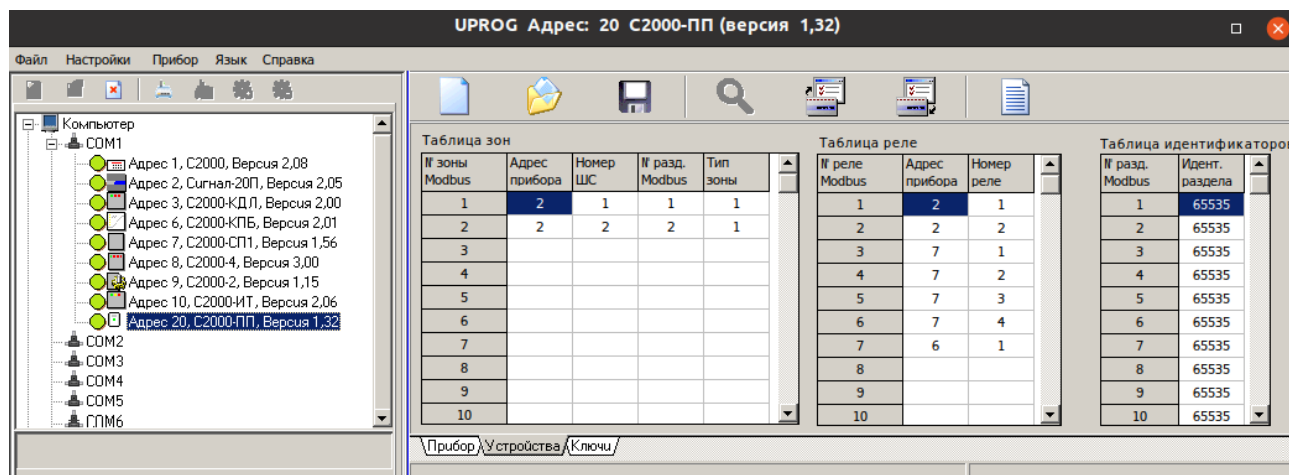 UPROG Адрес: 20 С2000-ПП (версия 1,32)
Файл Настройки Прибор Язык Справка
Компьютер
COM1
Адрес 1, С2000, Версия 2,08
Адрес 2, Сигнал-20П, Версия 2,05
Адрес 3, С2000-КДЛ, Версия 2,00
Адрес 6, С2000-КПБ, Версия 2,01
Адрес 7, С2000-СП1, Версия 1,56
Адрес 8, С2000-4, Версия 3,00
Адрес 9, С2000-2, Версия 1,15
Адрес 10, С2000-ИТ, Версия 2,06
Адрес 20, С2000-ПП, Версия 1,32
COM2
COM3
COM4
COM5
COM6
Таблица зон
№ зоны Modbus Адрес прибора Номер ШС № разд. Modbus Тип зоны
1 2 1 1 1
2 2 2 2 1
3
4
5
6
7
8
9
10
Таблица реле
№ реле Modbus Адрес прибора Номер реле
1 2 1
2 2 2
3 7 1
4 7 2
5 7 3
6 7 4
7 6 1
8
9
10
Таблица идентификаторов
№ разд. Modbus Идент. раздела
1 65535
2 65535
3 65535
4 65535
5 65535
6 65535
7 65535
8 65535
9 65535
10 65535
Прибор Устройства Ключи